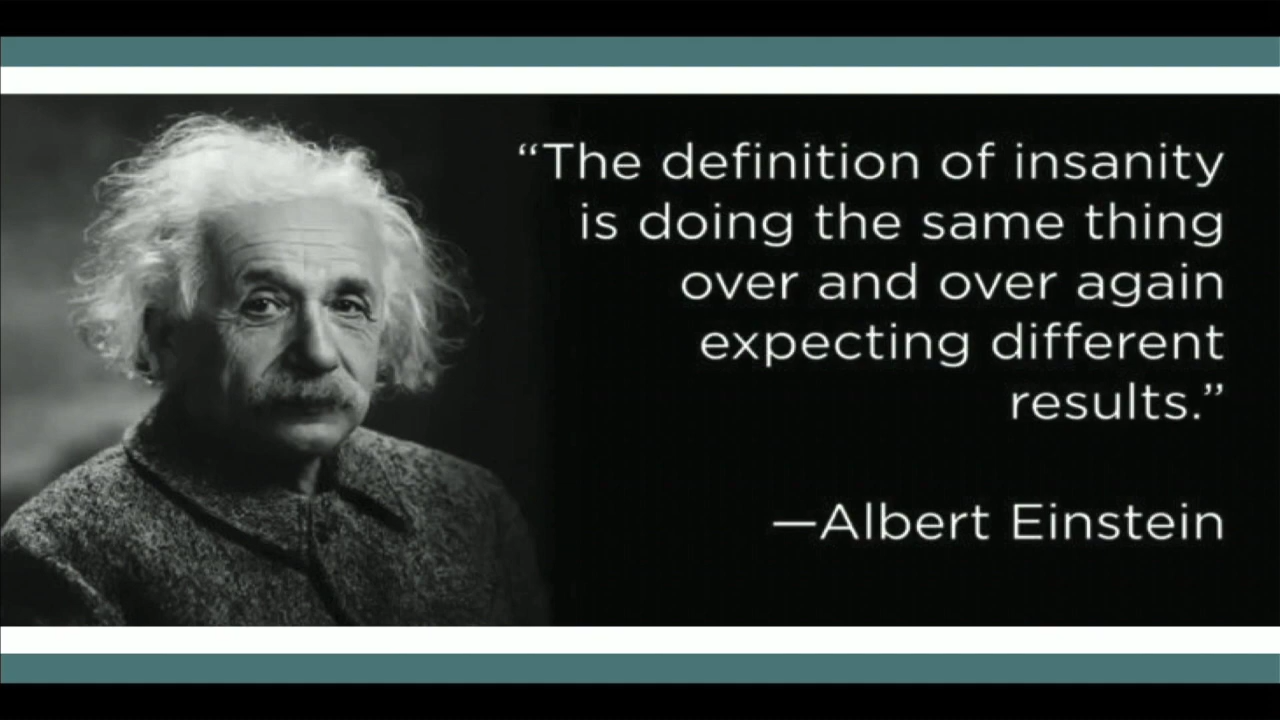 “The definition of insanity
is doing the same thing
over and over again
expecting different
results.”
—Albert Einstein